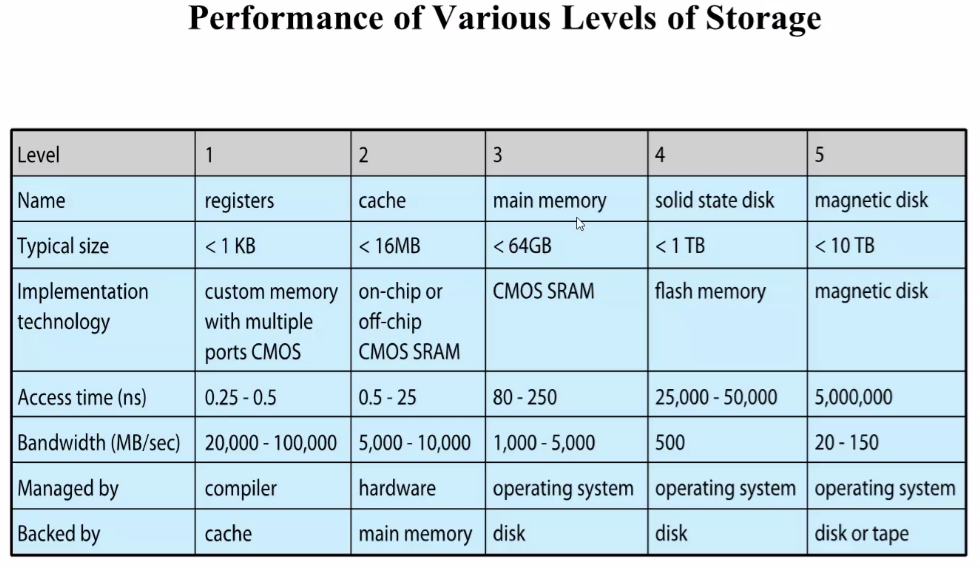 Performance of Various Levels of Storage
Level 1 2 3 4 5
Name registers cache main memory solid state disk magnetic disk
Typical size < 1 KB < 16MB < 64GB < 1 TB < 10 TB
Implementation custom memory on-chip or CMOS SRAM flash memory magnetic disk
technology with multiple off-chip
ports CMOS CMOS SRAM
Access time (ns) 0.25 - 0.5 0.5 - 25 80 - 250 25,000 - 50,000 5,000,000
Bandwidth (MB/sec) 20,000 - 100,000 5,000 - 10,000 1,000 - 5,000 500 20 - 150
Managed by compiler hardware operating system operating system operating system
Backed by cache main memory disk disk disk or tape